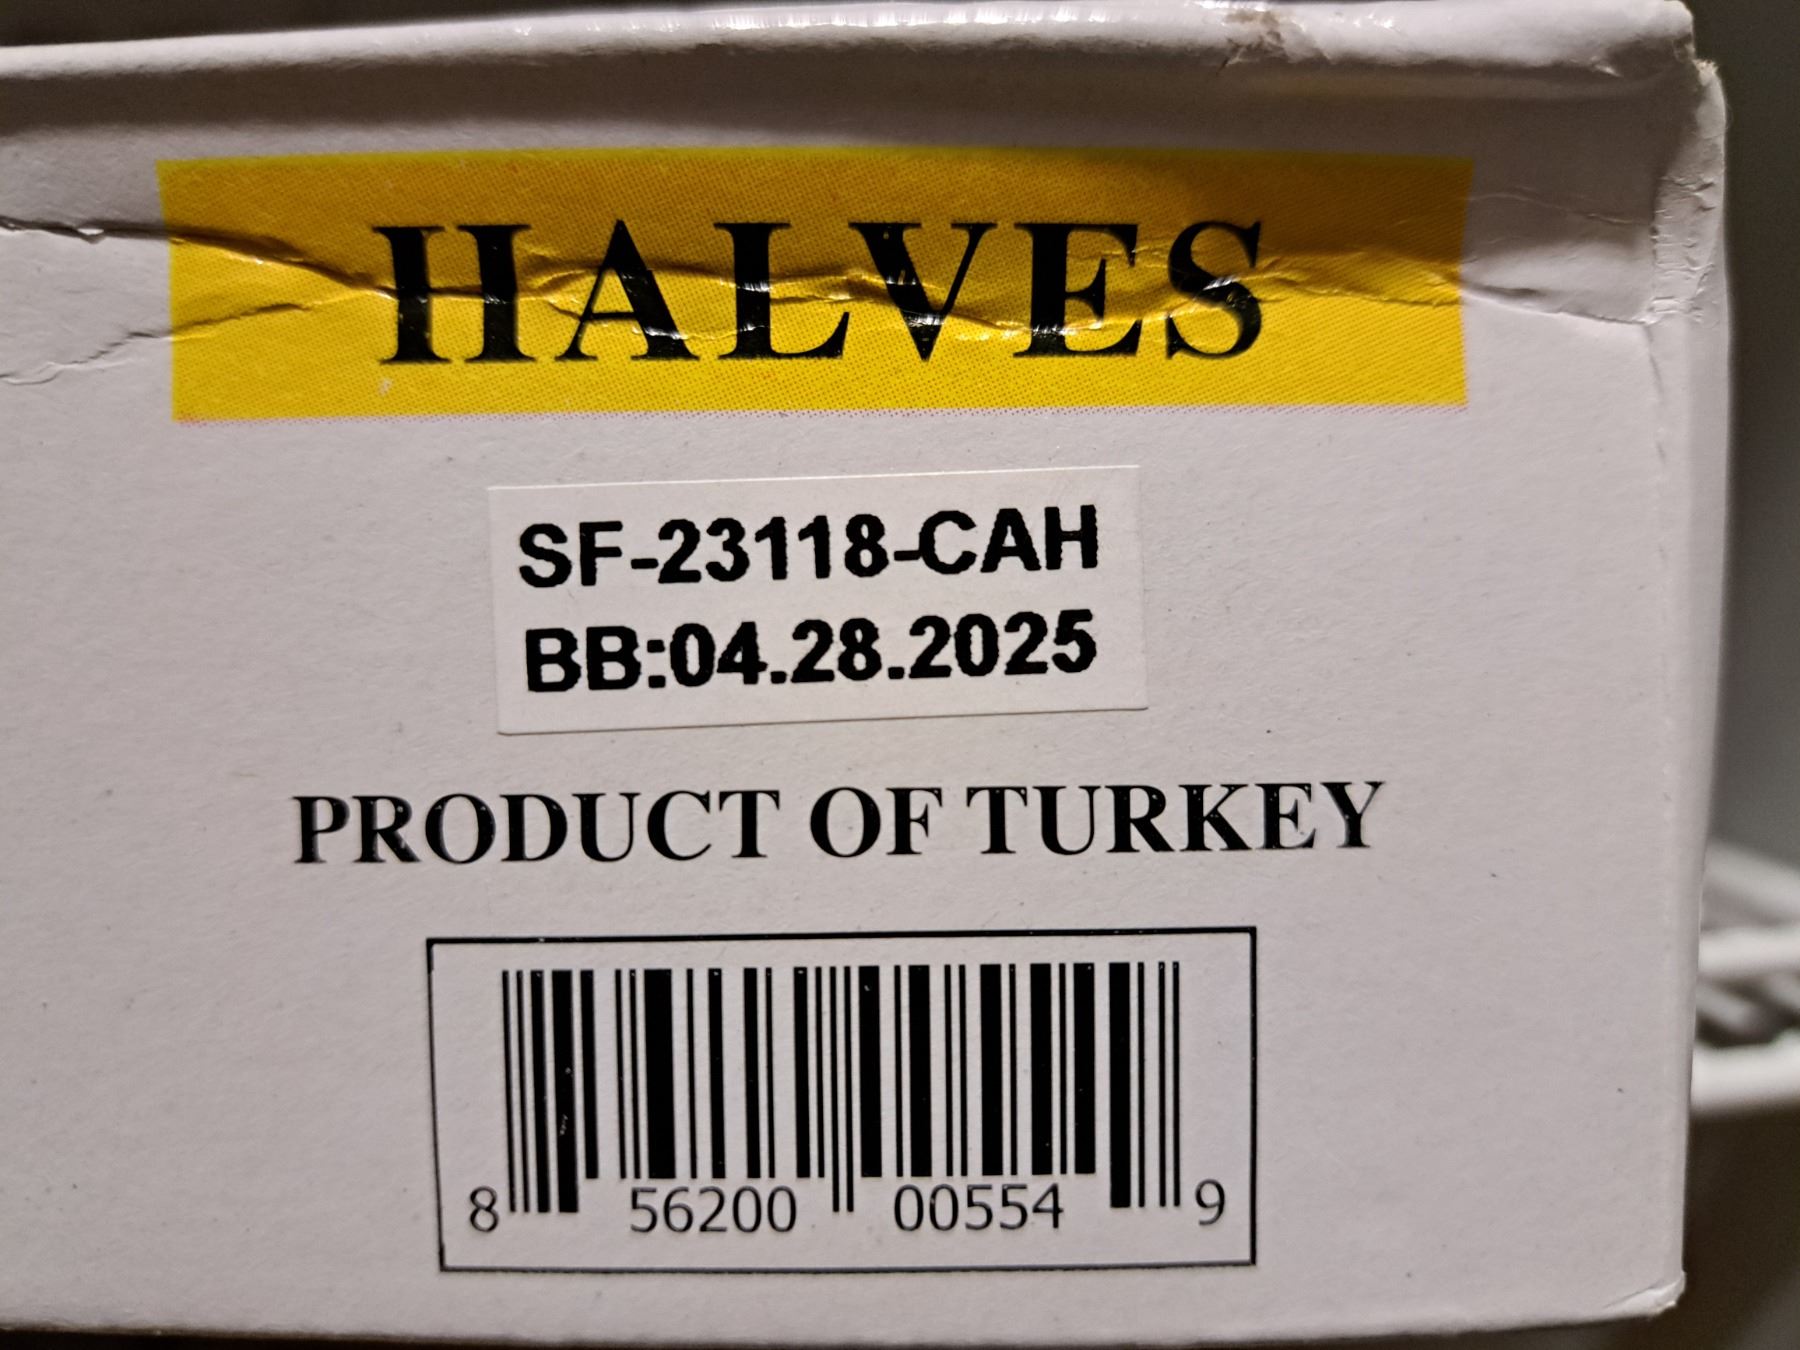 HALVES
SF-23118-CAH
BB:04.28.2025
PRODUCT OF TURKEY
8 56200 00554 9